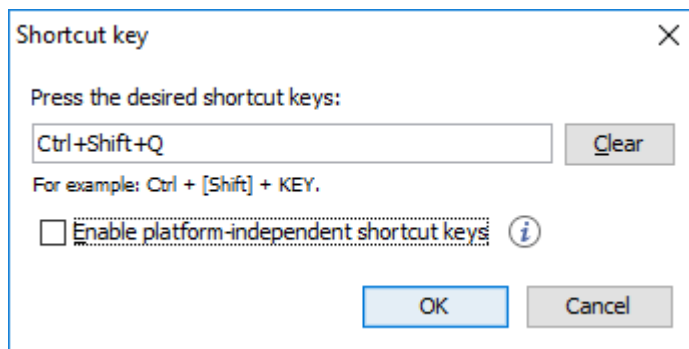 Shortcut key
Press the desired shortcut keys:
Ctrl+Shift+Q
Clear
For example: Ctrl + [Shift] + KEY.
Enable platform-independent shortcut keys
OK
Cancel